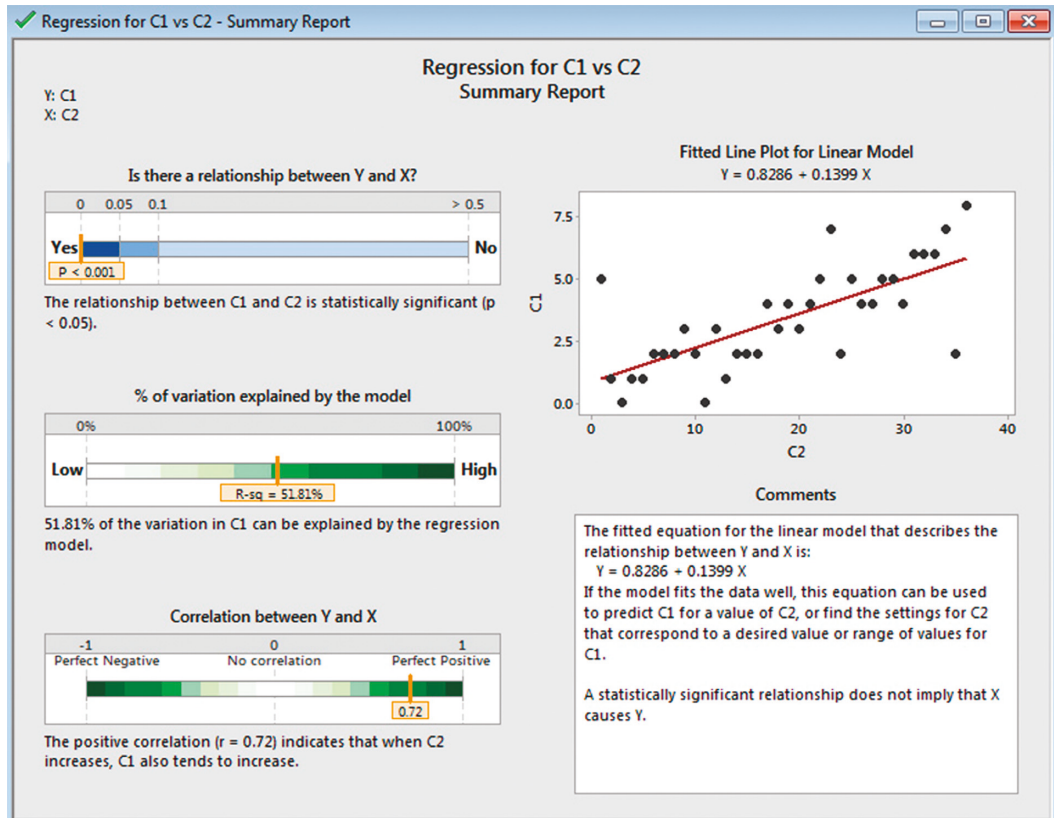 Regression for C1 vs C2 - Summary Report
Regression for C1 vs C2
Summary Report
Y: C1
X: C2
Is there a relationship between Y and X?
0 0.05 0.1 > 0.5
Yes No
P < 0.001
The relationship between C1 and C2 is statistically significant (p
< 0.05).
% of variation explained by the model
0% 100%
Low High
R-sq = 51.81%
51.81% of the variation in C1 can be explained by the regression
model.
Correlation between Y and X
-1 0 1
Perfect Negative No correlation Perfect Positive
0.72
The positive correlation (r = 0.72) indicates that when C2
increases, C1 also tends to increase.
Fitted Line Plot for Linear Model
Y = 0.8286 + 0.1399 X
7.5
5.0
2.5
0.0
C1
0 10 20 30 40
C2
Comments
The fitted equation for the linear model that describes the
relationship between Y and X is:
Y = 0.8286 + 0.1399 X
If the model fits the data well, this equation can be used
to predict C1 for a value of C2, or find the settings for C2
that correspond to a desired value or range of values for
C1.
A statistically significant relationship does not imply that X
causes Y.